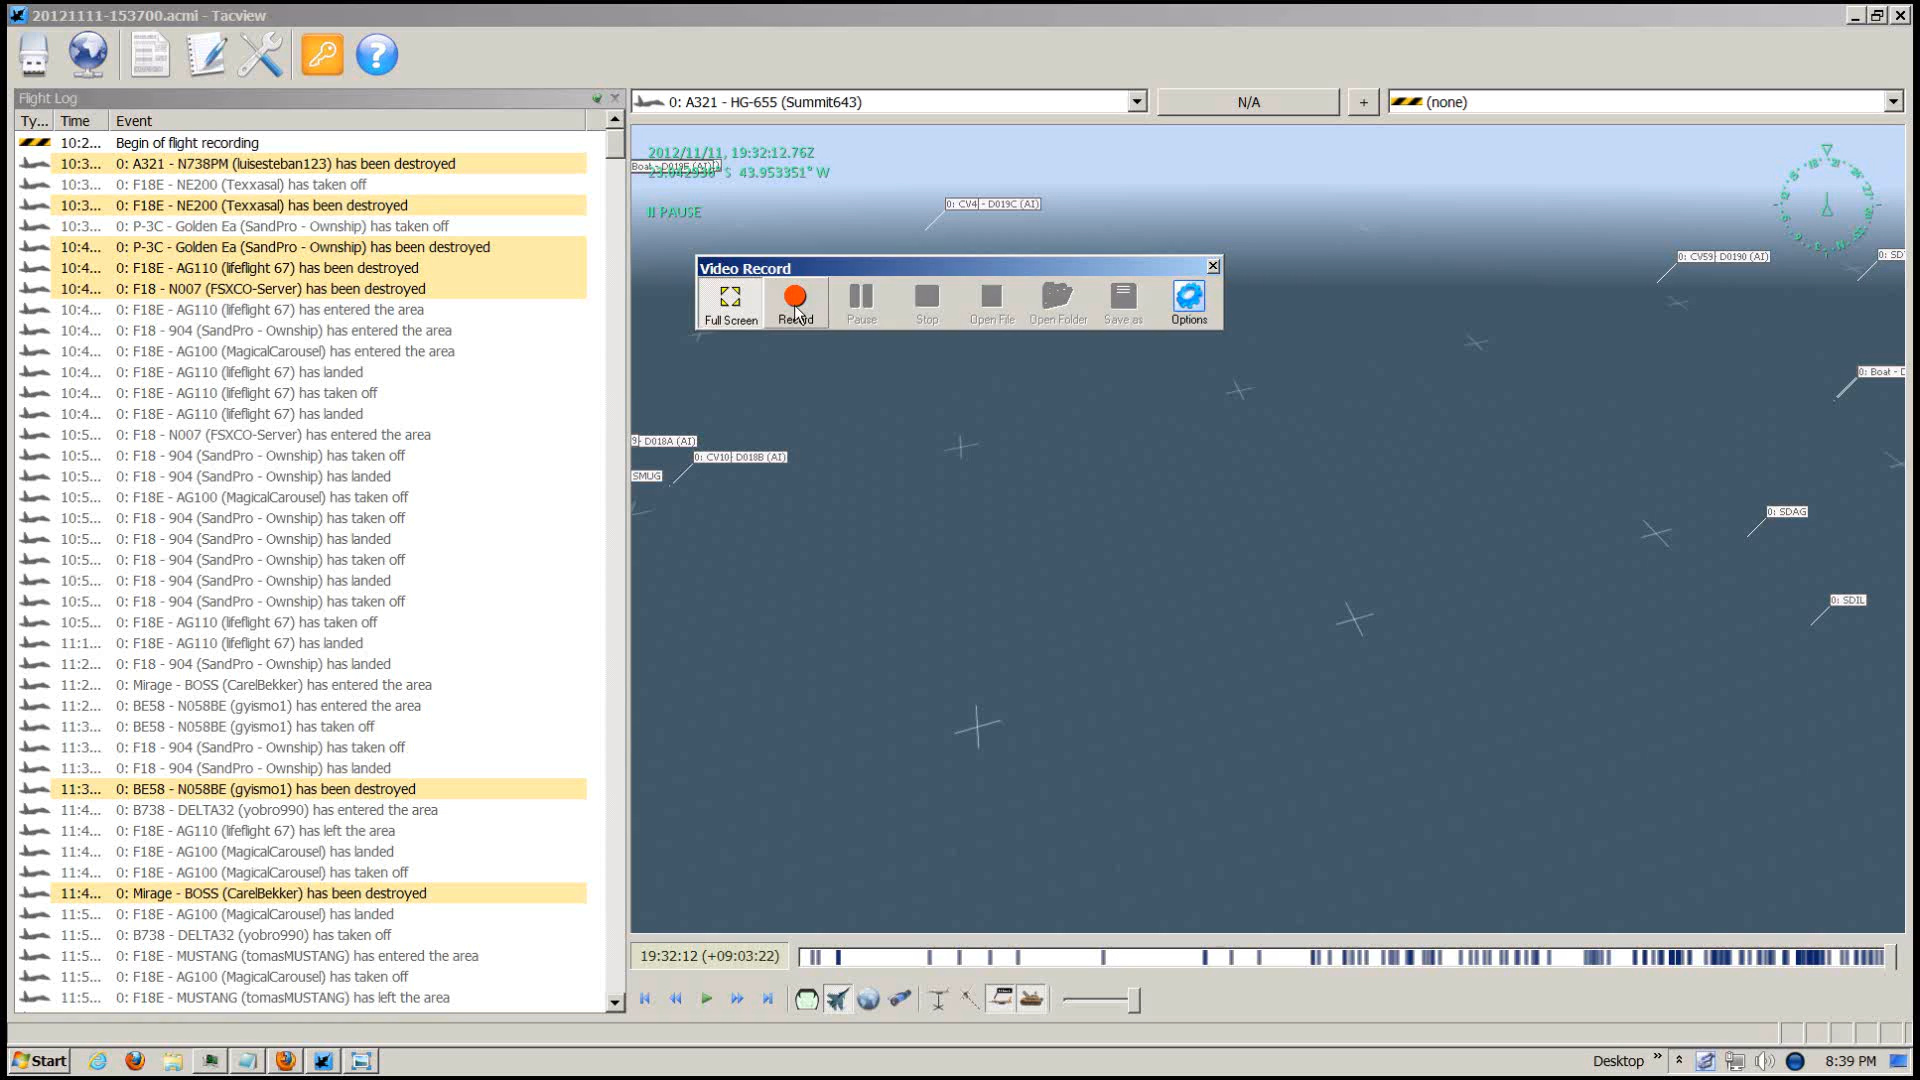 20121111-153700.acmi - Tacview
Flight Log
Ty... Time Event
10:2... Begin of flight recording
10:3... 0: A321 - N738PM (luisesteban123) has been destroyed
10:3... 0: F18E - NE200 (Texxasal) has taken off
10:3... 0: F18E - NE200 (Texxasal) has been destroyed
10:3... 0: P-3C - Golden Ea (SandPro - Ownship) has taken off
10:4... 0: P-3C - Golden Ea (SandPro - Ownship) has been destroyed
10:4... 0: F18E - AG110 (lifeflight 67) has been destroyed
10:4... 0: F18 - N007 (FSXCO-Server) has been destroyed
10:4... 0: F18E - AG110 (lifeflight 67) has entered the area
10:4... 0: F18 - 904 (SandPro - Ownship) has entered the area
10:4... 0: F18E - AG100 (MagicalCarousel) has entered the area
10:4... 0: F18E - AG110 (lifeflight 67) has landed
10:4... 0: F18E - AG110 (lifeflight 67) has taken off
10:4... 0: F18E - AG110 (lifeflight 67) has landed
10:5... 0: F18 - N007 (FSXCO-Server) has entered the area
10:5... 0: F18 - 904 (SandPro - Ownship) has taken off
10:5... 0: F18 - 904 (SandPro - Ownship) has landed
10:5... 0: F18E - AG100 (MagicalCarousel) has taken off
10:5... 0: F18 - 904 (SandPro - Ownship) has taken off
10:5... 0: F18 - 904 (SandPro - Ownship) has landed
10:5... 0: F18 - 904 (SandPro - Ownship) has taken off
10:5... 0: F18 - 904 (SandPro - Ownship) has landed
10:5... 0: F18 - 904 (SandPro - Ownship) has taken off
10:5... 0: F18E - AG110 (lifeflight 67) has taken off
11:1... 0: F18E - AG110 (lifeflight 67) has landed
11:2... 0: F18 - 904 (SandPro - Ownship) has landed
11:2... 0: Mirage - BOSS (CarelBekker) has entered the area
11:2... 0: BE58 - N058BE (gyismo1) has entered the area
11:3... 0: BE58 - N058BE (gyismo1) has taken off
11:3... 0: F18 - 904 (SandPro - Ownship) has taken off
11:3... 0: F18 - 904 (SandPro - Ownship) has landed
11:3... 0: BE58 - N058BE (gyismo1) has been destroyed
11:4... 0: B738 - DELTA32 (yobro990) has entered the area
11:4... 0: F18E - AG110 (lifeflight 67) has left the area
11:4... 0: F18E - AG100 (MagicalCarousel) has landed
11:4... 0: F18E - AG100 (MagicalCarousel) has taken off
11:4... 0: Mirage - BOSS (CarelBekker) has been destroyed
11:5... 0: F18E - AG100 (MagicalCarousel) has landed
11:5... 0: B738 - DELTA32 (yobro990) has taken off
11:5... 0: F18E - MUSTANG (tomasMUSTANG) has entered the area
11:5... 0: F18E - AG100 (MagicalCarousel) has taken off
11:5... 0: F18E - MUSTANG (tomasMUSTANG) has left the area
0: A321 - HG-655 (Summit643) N/A + (none)
2012/11/11, 19:32:12.76Z
43.953351° W
II PAUSE
0: CV4 - D019C (AI)
0: CV59 - D0190 (AI)
Video Record
Full Screen Record Pause Stop Open File Open Folder Save as Options
0: Boat - D
D018A (AI)
0: CV10 - D018B (AI)
SMUG
0: SDAG
0: SDIL
19:32:12 (+09:03:22)
Start Desktop » 8:39 PM